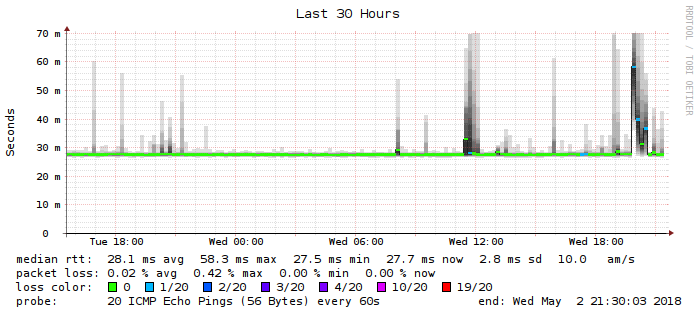 Last 30 Hours
RRDTOOL / TOBI OETIKER
Seconds
70 m
60 m
50 m
40 m
30 m
20 m
10 m
0
Tue 18:00 Wed 00:00 Wed 06:00 Wed 12:00 Wed 18:00
median rtt: 28.1 ms avg 58.3 ms max 27.5 ms min 27.7 ms now 2.8 ms sd 10.0 am/s
packet loss: 0.02 % avg 0.42 % max 0.00 % min 0.00 % now
loss color: 0 1/20 2/20 3/20 4/20 10/20 19/20
probe: 20 ICMP Echo Pings (56 Bytes) every 60s end: Wed May 2 21:30:03 2018